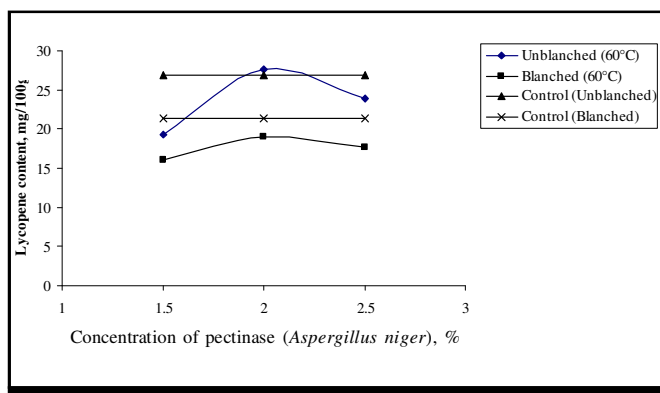 Unblanched (60°C)
Blanched (60°C)
Control (Unblanched)
Control (Blanched)
Lycopene content, mg/100g
30
25
20
15
10
5
0
1
1.5
2
2.5
3
Concentration of pectinase (Aspergillus niger), %